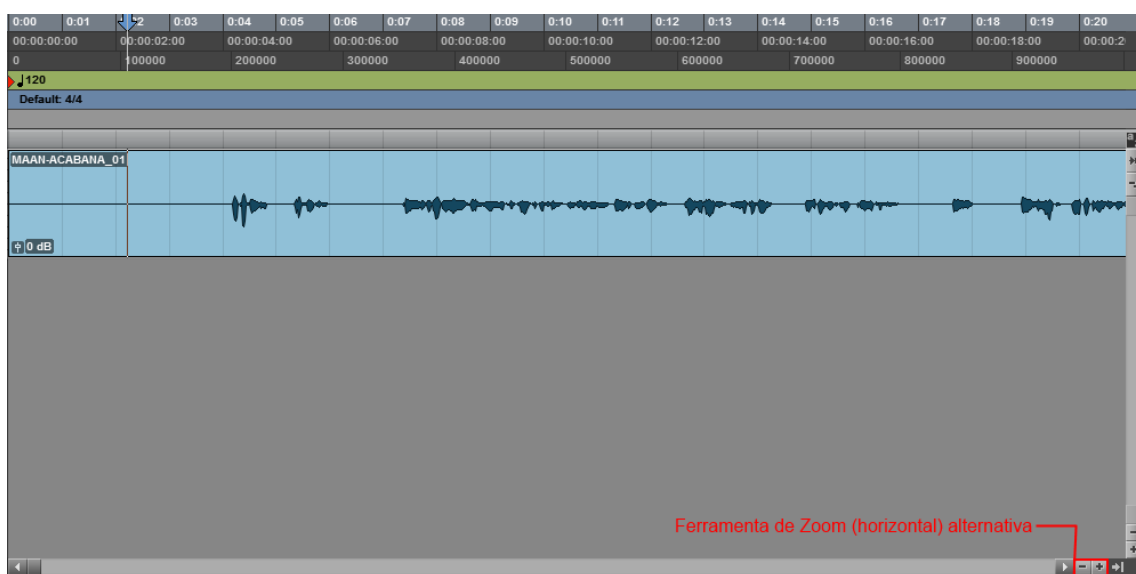 0:00 0:01 2 0:03 0:04 0:05 0:06 0:07 0:08 0:09 0:10 0:11 0:12 0:13 0:14 0:15 0:16 0:17 0:18 0:19 0:20
00:00:00:00 00:00:02:00 00:00:04:00 00:00:06:00 00:00:08:00 00:00:10:00 00:00:12:00 00:00:14:00 00:00:16:00 00:00:18:00 00:00:2
0 100000 200000 300000 400000 500000 600000 700000 800000 900000
120
Default: 4/4
MAAN-ACABANA_01
0 dB
Ferramenta de Zoom (horizontal) alternativa